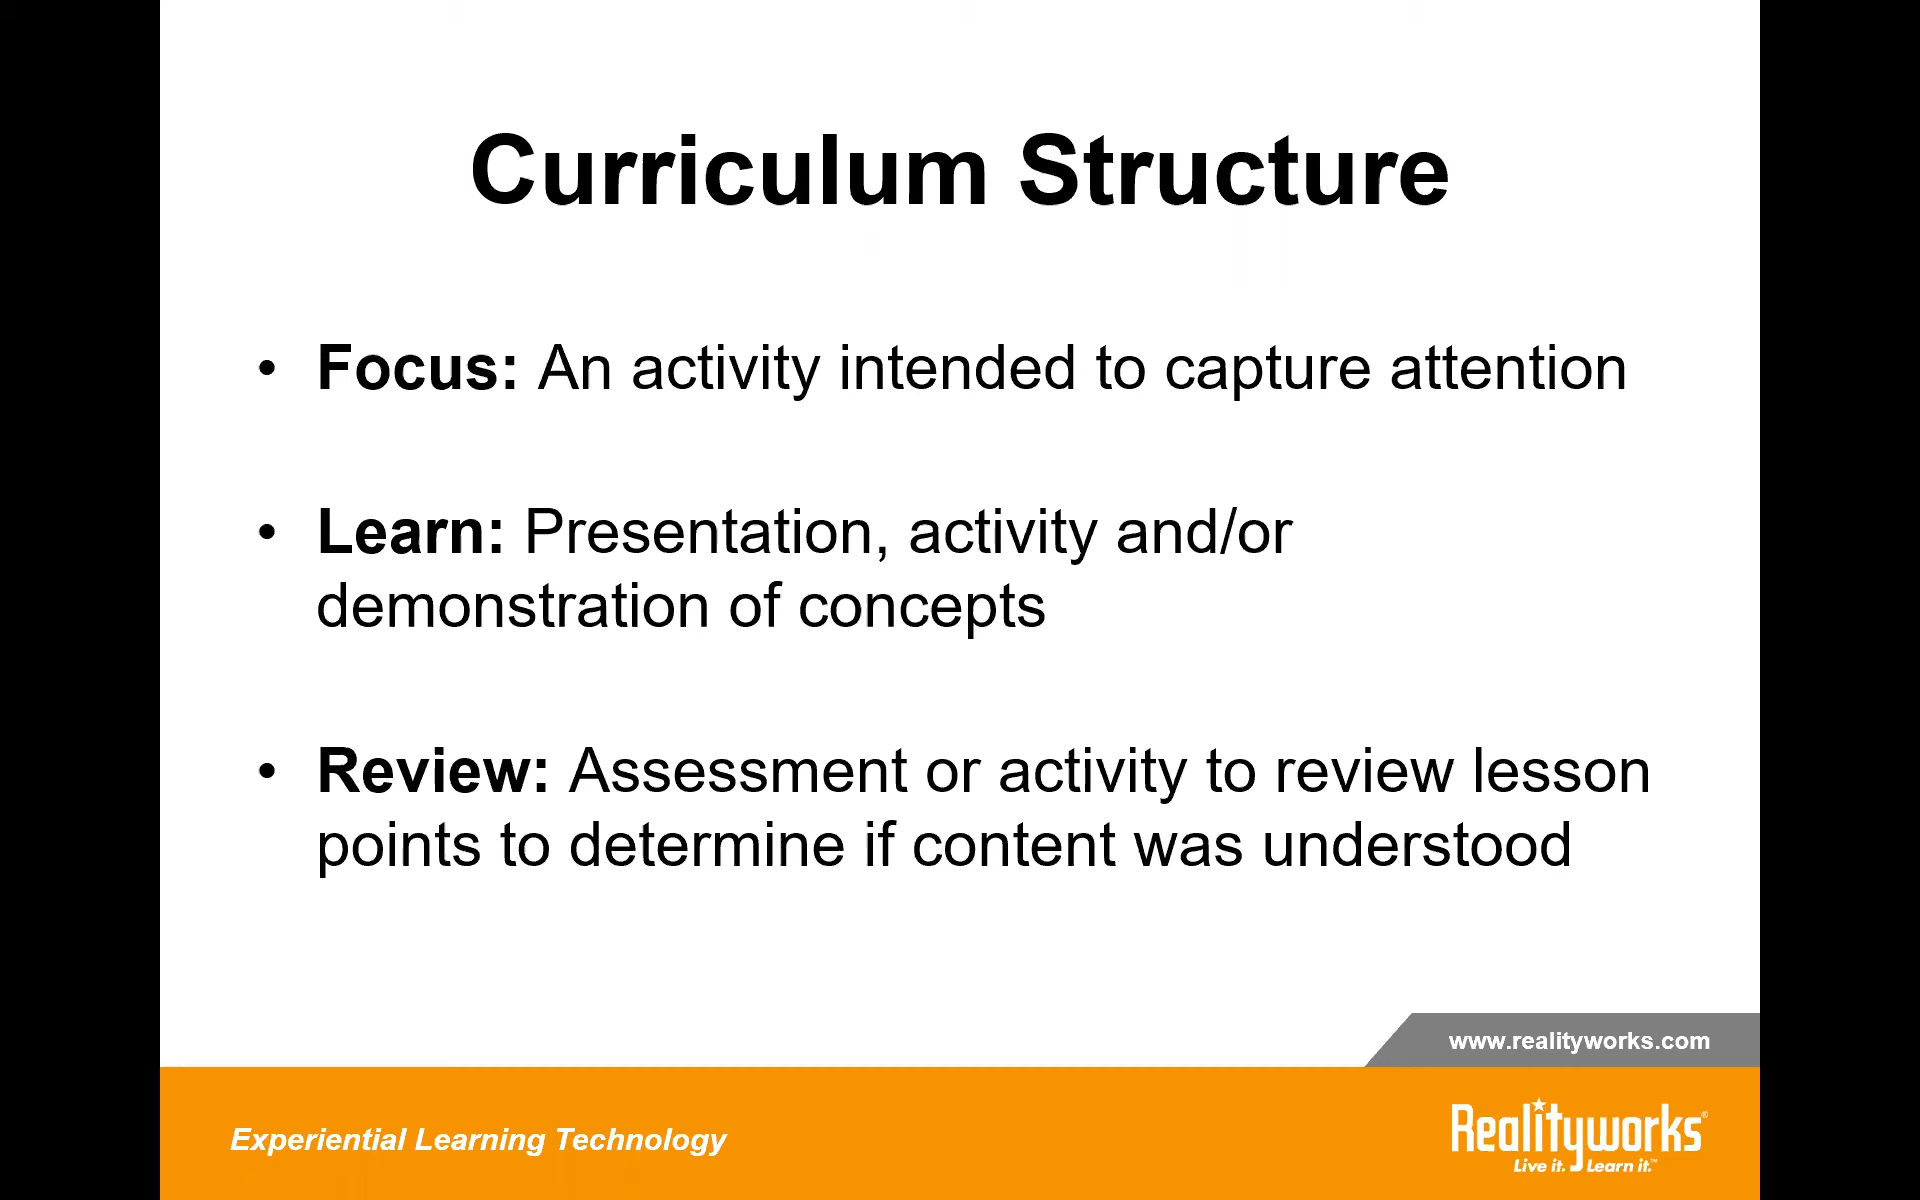 Curriculum Structure
• Focus: An activity intended to capture attention
• Learn: Presentation, activity and/or
demonstration of concepts
• Review: Assessment or activity to review lesson
points to determine if content was understood
www.realityworks.com
Experiential Learning Technology
Realityworks®
Live it. Learn it.™